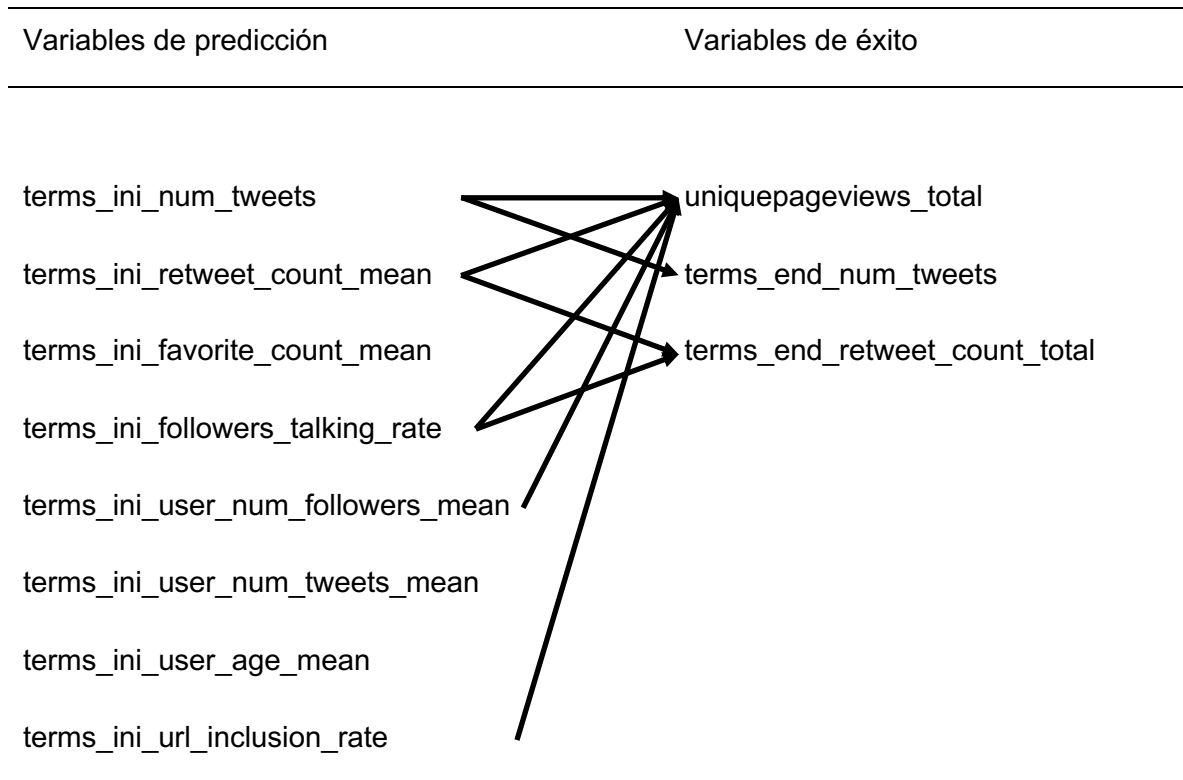 Variables de predicción Variables de éxito
terms_ini_num_tweets uniquepageviews_total
terms_ini_retweet_count_mean terms_end_num_tweets
terms_ini_favorite_count_mean terms_end_retweet_count_total
terms_ini_followers_talking_rate
terms_ini_user_num_followers_mean
terms_ini_user_num_tweets_mean
terms_ini_user_age_mean
terms_ini_url_inclusion_rate